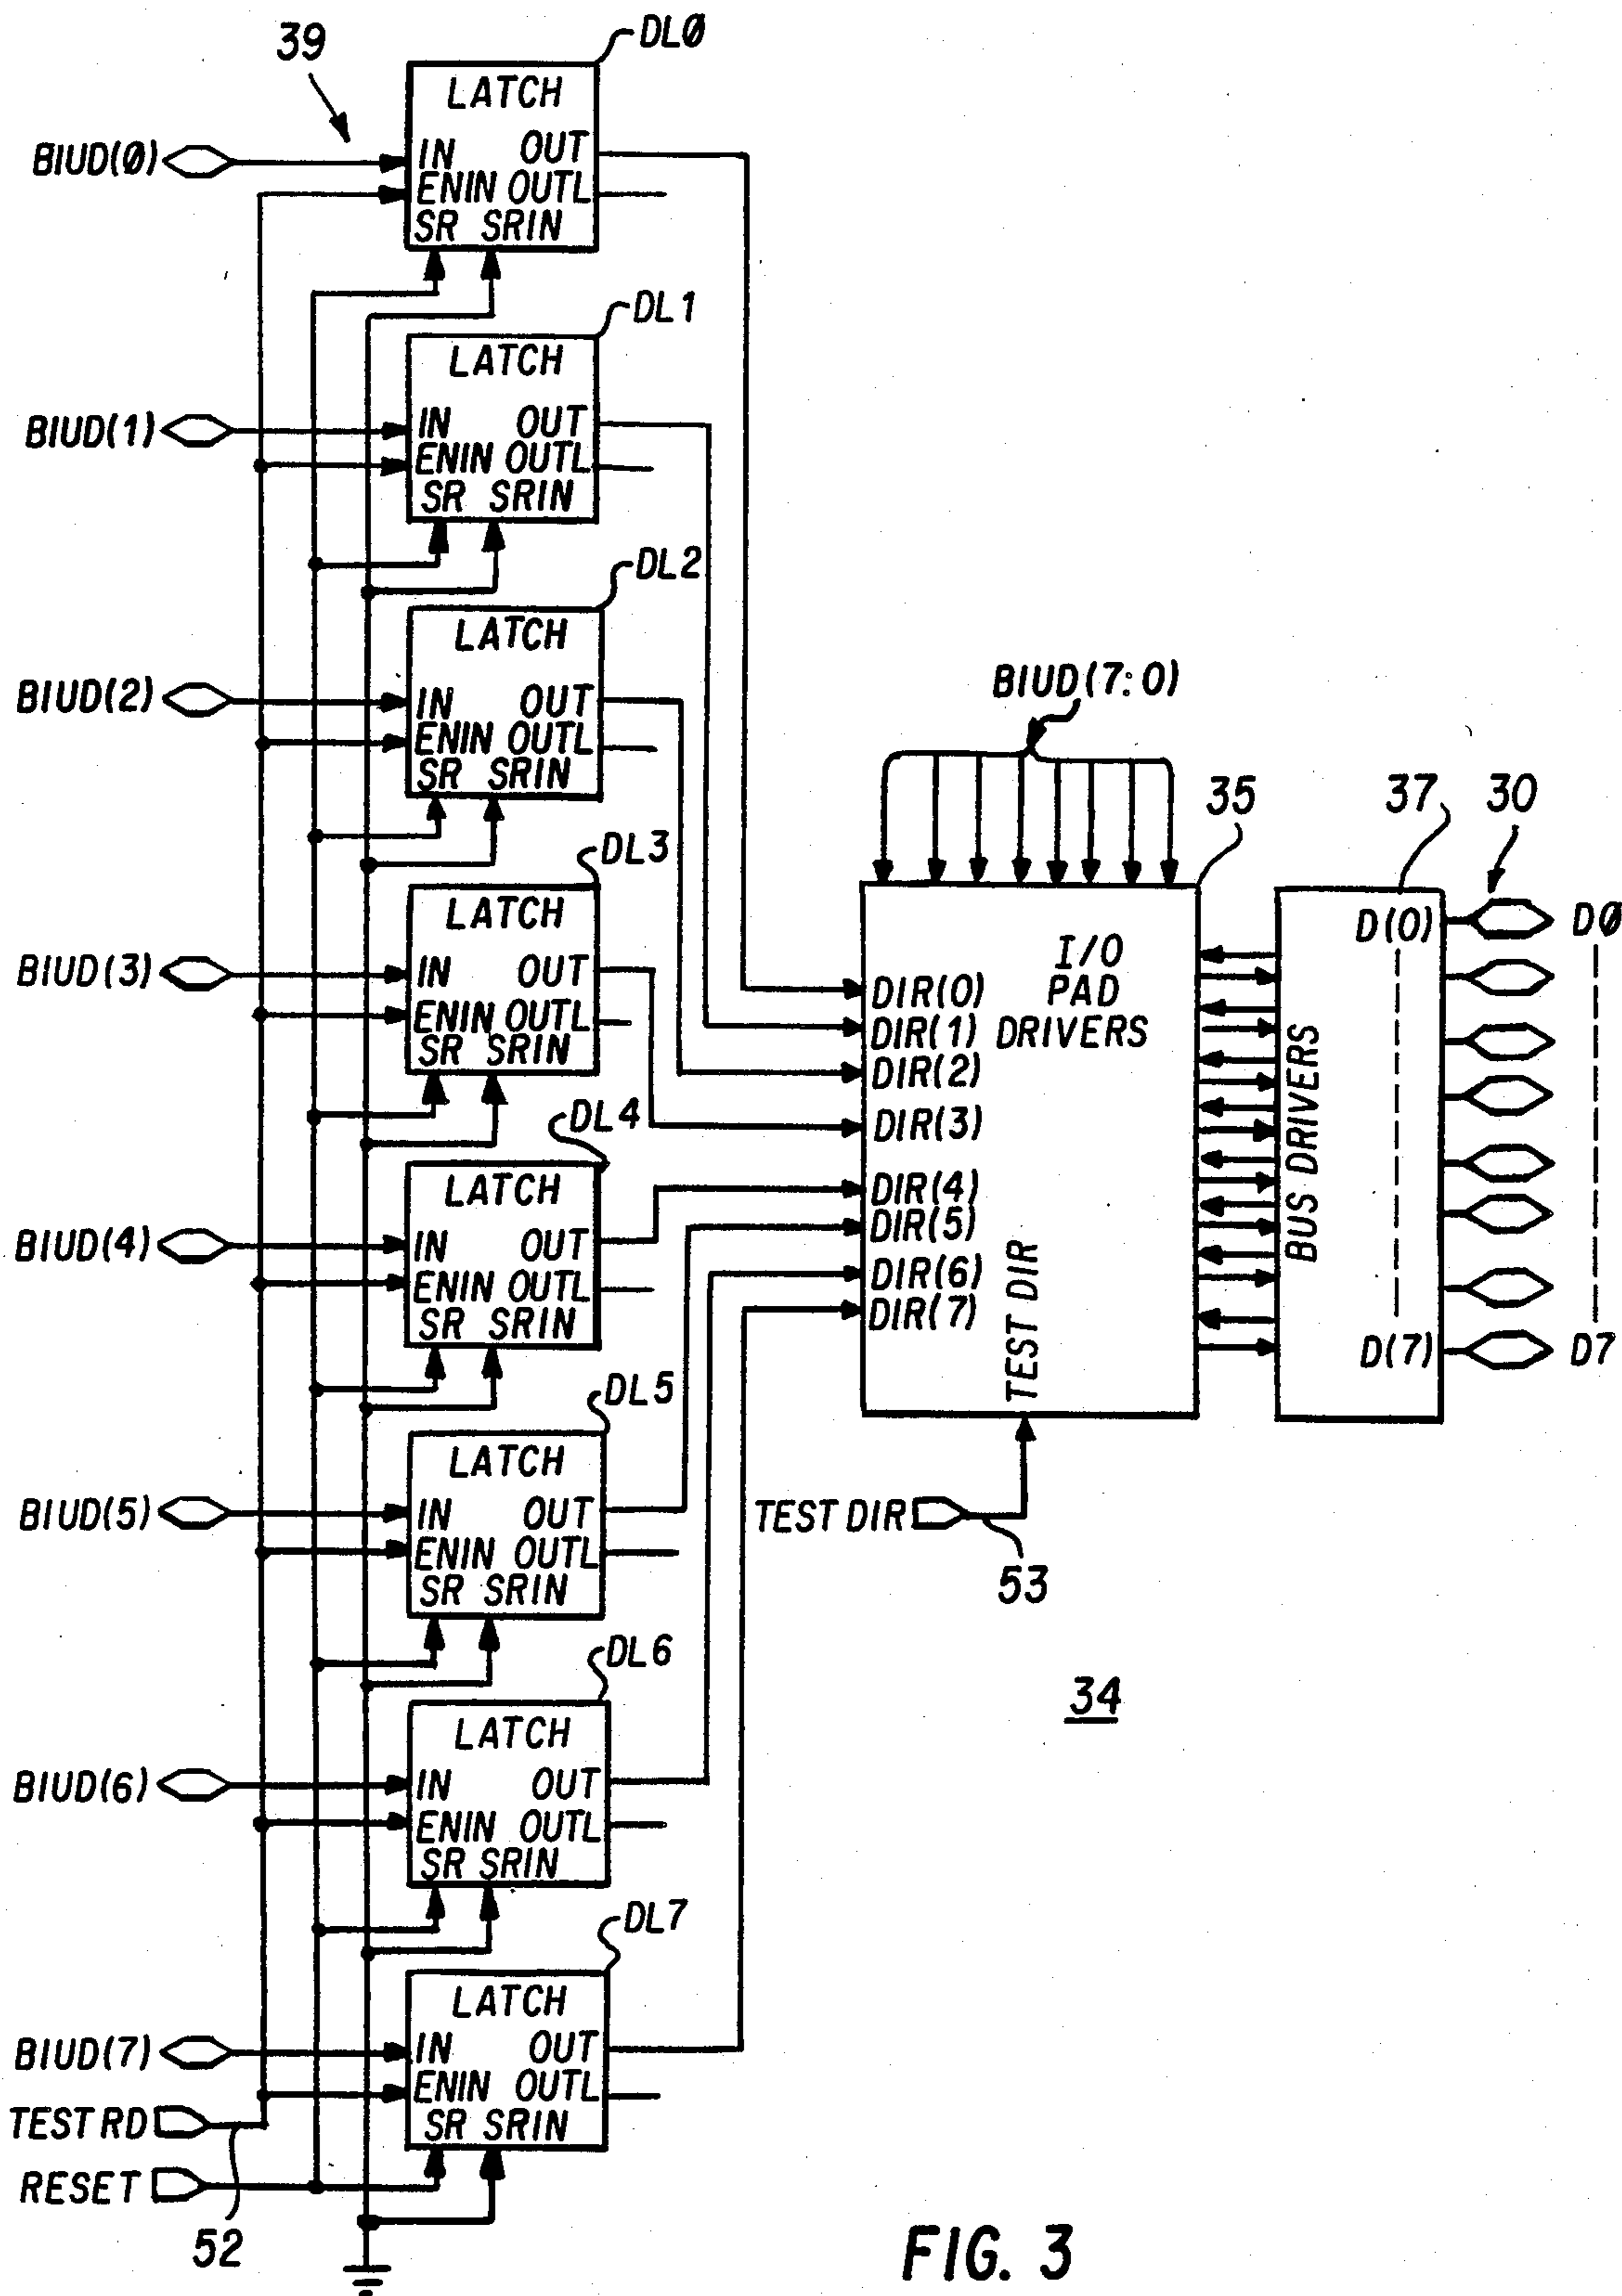 39
DLØ
LATCH
BIUD(Ø)
IN OUT
ENIN OUTL
SR SRIN
DL1
LATCH
BIUD(1)
IN OUT
ENIN OUTL
SR SRIN
DL2
LATCH
BIUD(2)
IN OUT
ENIN OUTL
SR SRIN
DL3
LATCH
BIUD(3)
IN OUT
ENIN OUTL
SR SRIN
DL4
LATCH
BIUD(4)
IN OUT
ENIN OUTL
SR SRIN
DL5
LATCH
BIUD(5)
IN OUT
ENIN OUTL
SR SRIN
DL6
LATCH
BIUD(6)
IN OUT
ENIN OUTL
SR SRIN
DL7
LATCH
BIUD(7)
IN OUT
ENIN OUTL
SR SRIN
TEST RD
RESET
52
BIUD(7:0)
35
I/O
PAD
DRIVERS
DIR(0)
DIR(1)
DIR(2)
DIR(3)
DIR(4)
DIR(5)
DIR(6)
DIR(7)
TEST DIR
TEST DIR
53
37
30
BUS DRIVERS
D(0)
D(7)
DØ
D7
34
FIG. 3